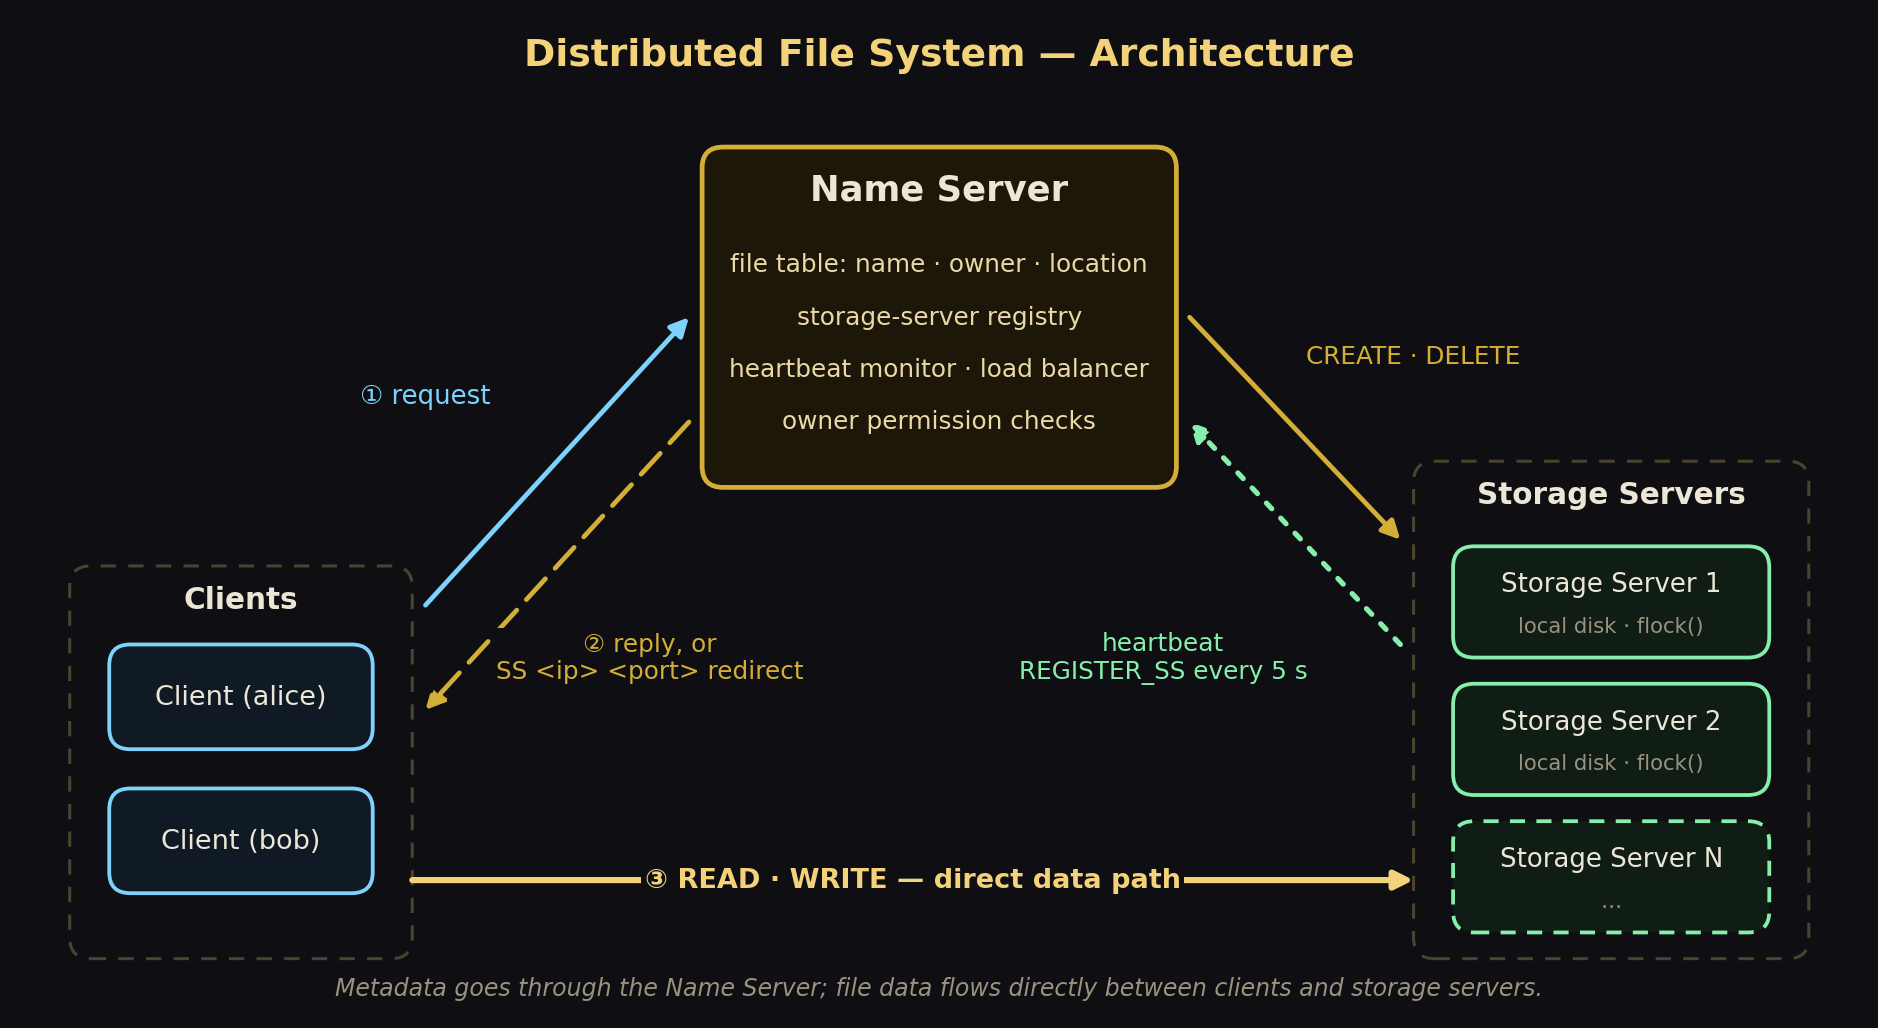 Distributed File System — Architecture
Name Server
file table: name · owner · location
storage-server registry
heartbeat monitor · load balancer
owner permission checks
① request
CREATE · DELETE
② reply, or
SS <ip> <port> redirect
heartbeat
REGISTER_SS every 5 s
Clients
Client (alice)
Client (bob)
Storage Servers
Storage Server 1
local disk · flock()
Storage Server 2
local disk · flock()
Storage Server N
...
③ READ · WRITE — direct data path
Metadata goes through the Name Server; file data flows directly between clients and storage servers.